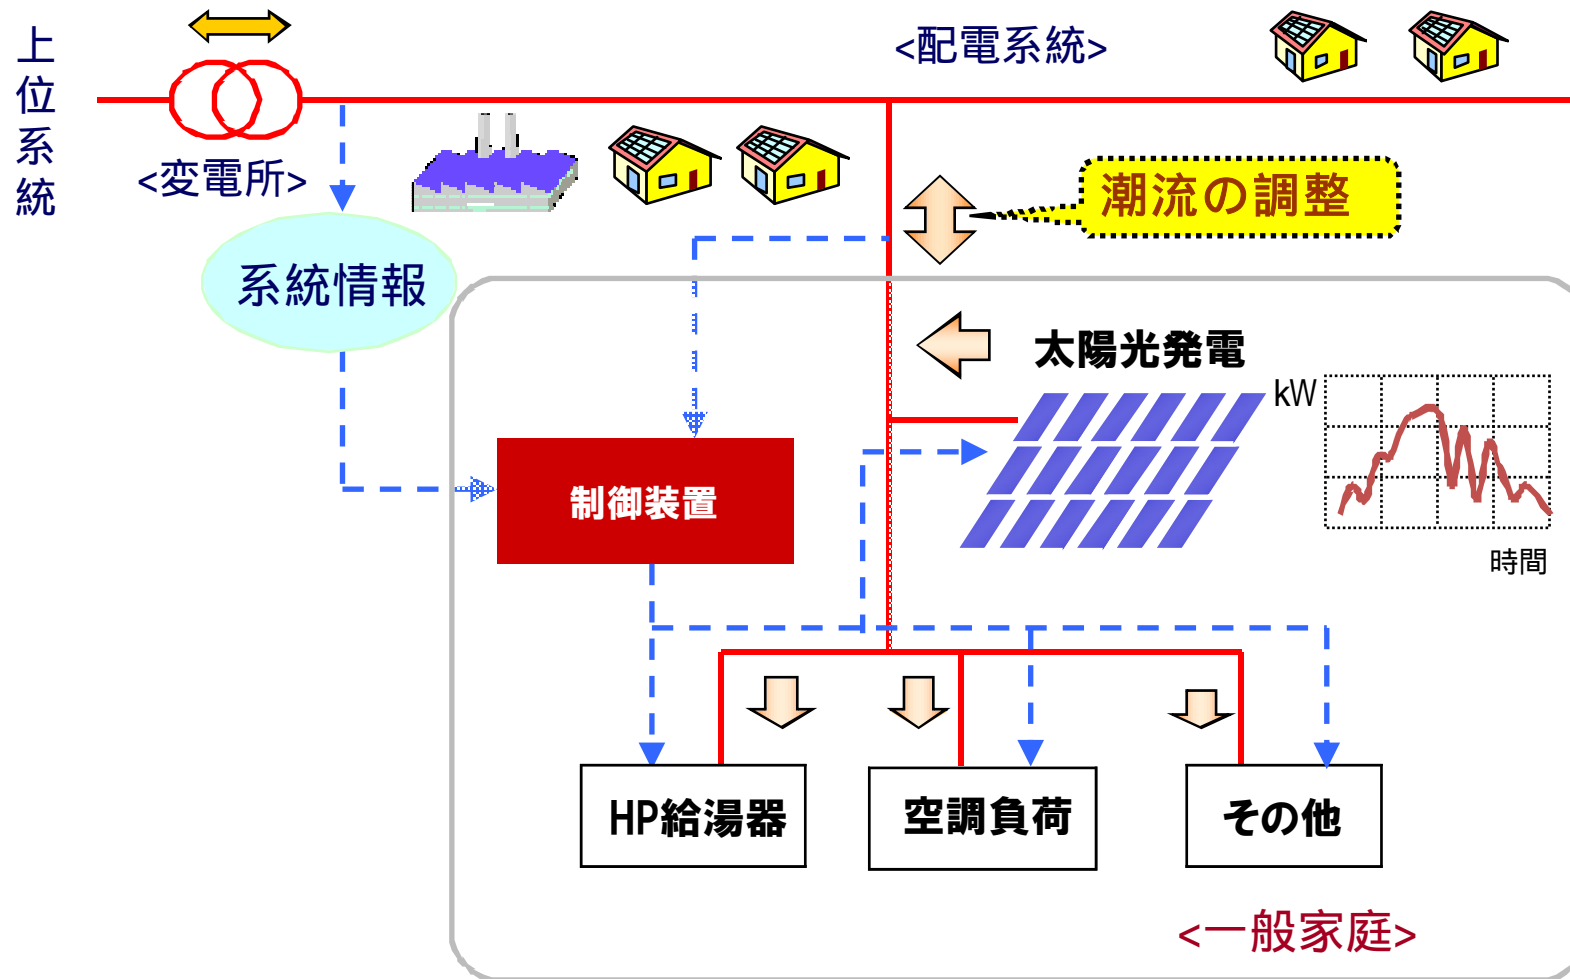 上位系統
<配電系統>
<変電所>
潮流の調整
系統情報
太陽光発電
kW
時間
制御装置
HP給湯器
空調負荷
その他
<一般家庭>